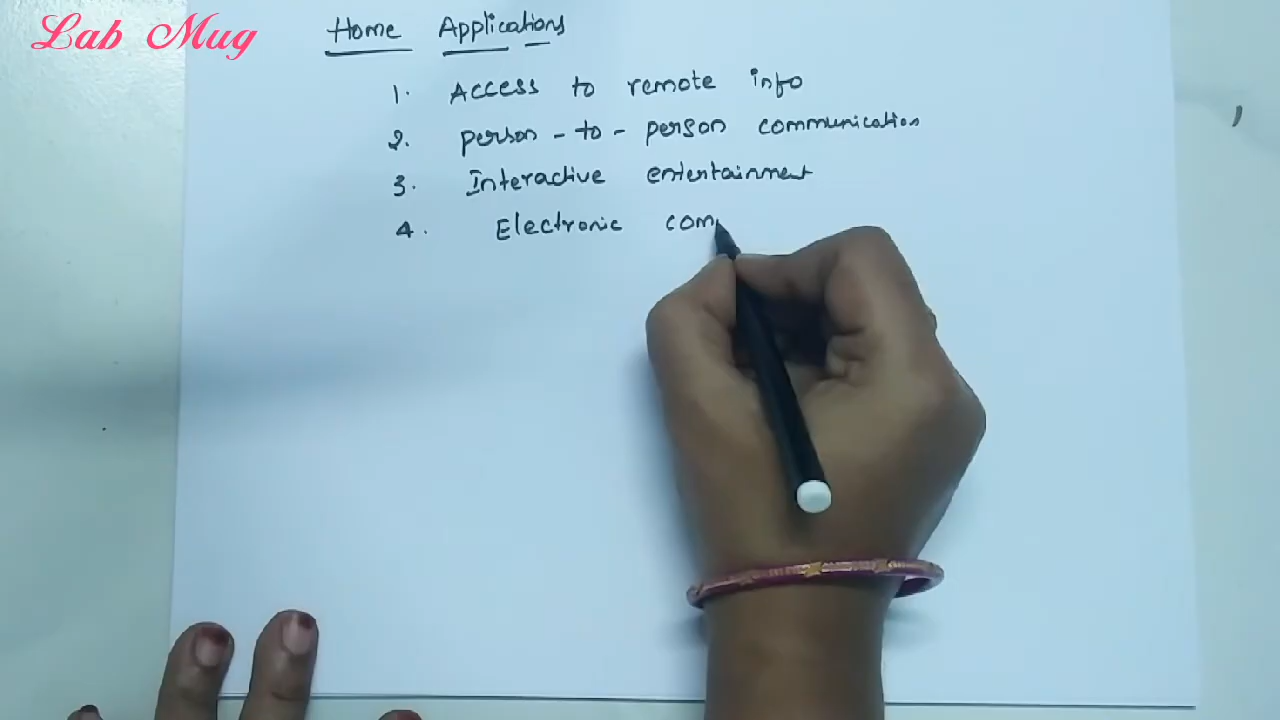 Lab Mug
Home Applications
1. Access to remote info
2. person-to-person communication
3. Interactive entertainment
4. Electronic com